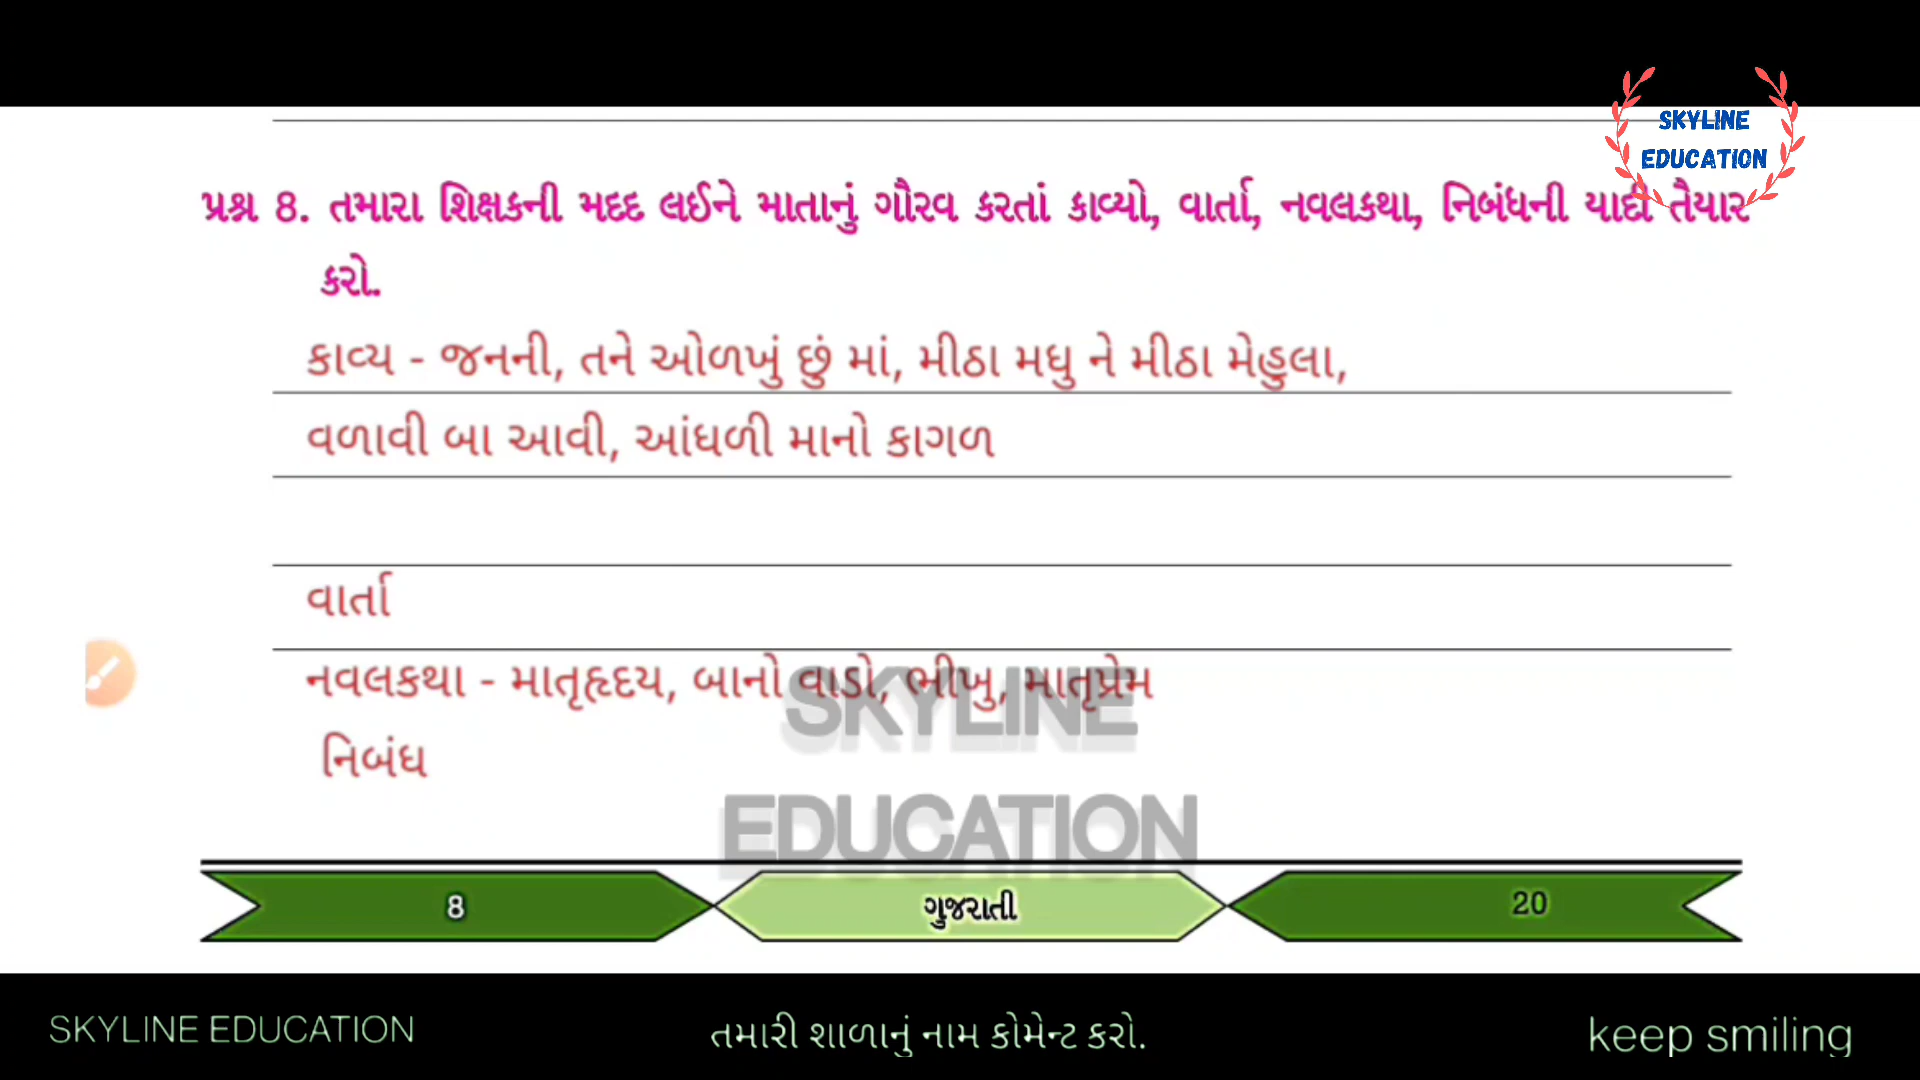 SKYLINE
EDUCATION
પ્રશ્ન 8. તમારા શિક્ષકની મદદ લઈને માતાનું ગૌરવ કરતાં કાવ્યો, વાર્તા, નવલકથા, નિબંધની યાદી તૈયાર
કરો.
કાવ્ય - જનની, તને ઓળખું છું માં, મીઠા મધુ ને મીઠા મેહુલા,
વળાવી બા આવી, આંધળી માનો કાગળ
વાર્તા
નવલકથા - માતૃહૃદય, બાનો વાડો, ભીખુ, માતૃપ્રેમ
નિબંધ
SKYLINE
EDUCATION
8 ગુજરાતી 20
SKYLINE EDUCATION તમારી શાળાનું નામ કોમેન્ટ કરો. keep smiling